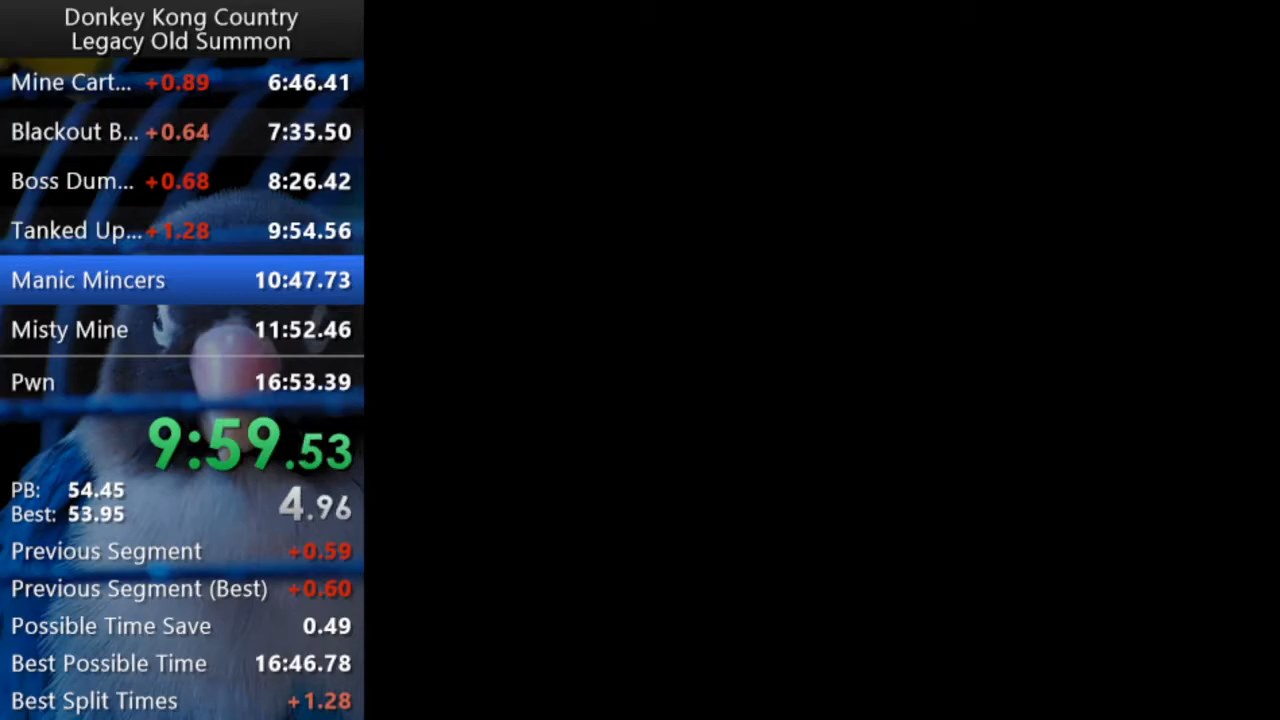 Donkey Kong Country
Legacy Old Summon
Mine Cart... +0.89 6:46.41
Blackout B... +0.64 7:35.50
Boss Dum... +0.68 8:26.42
Tanked Up... +1.28 9:54.56
Manic Mincers 10:47.73
Misty Mine 11:52.46
Pwn 16:53.39
9:59.53
PB: 54.45
Best: 53.95
4.96
Previous Segment +0.59
Previous Segment (Best) +0.60
Possible Time Save 0.49
Best Possible Time 16:46.78
Best Split Times +1.28